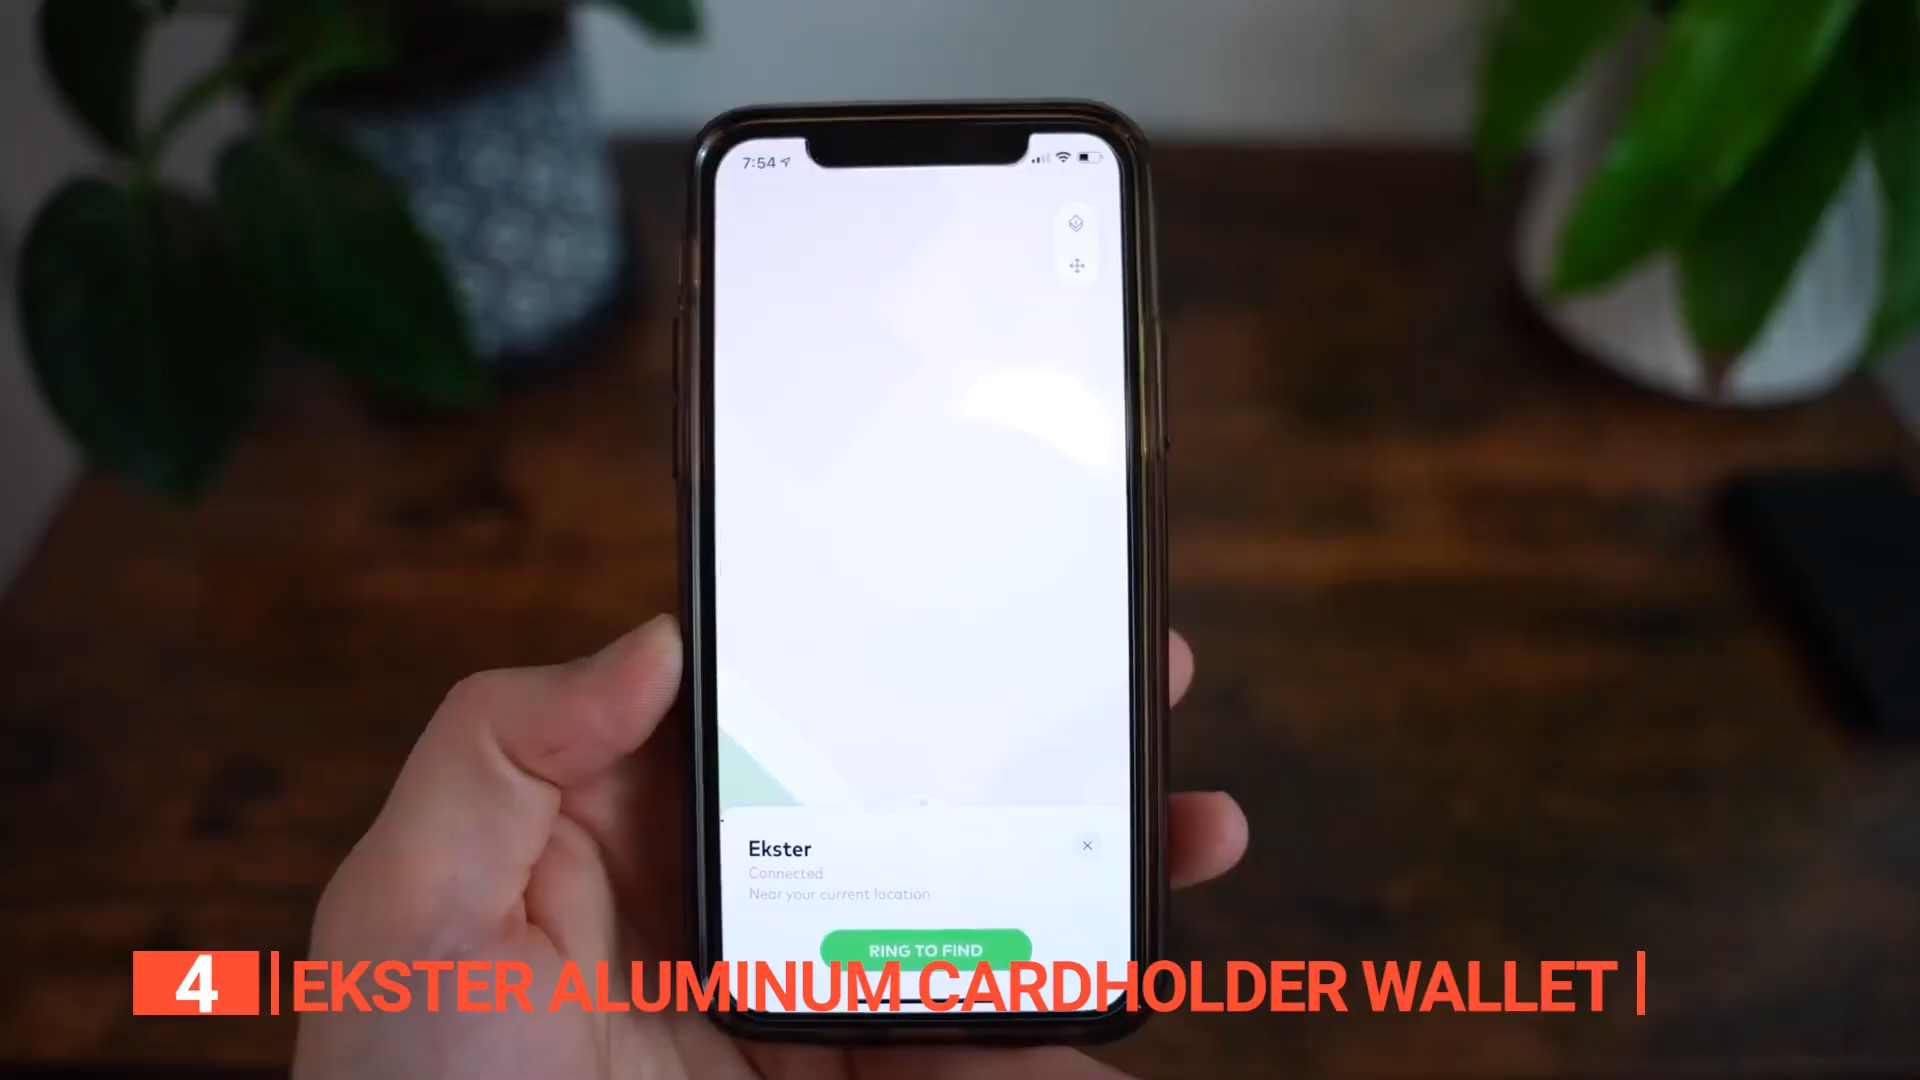 7:54
Ekster
Connected
Near your current location
RING TO FIND
4 EKSTER ALUMINUM CARDHOLDER WALLET